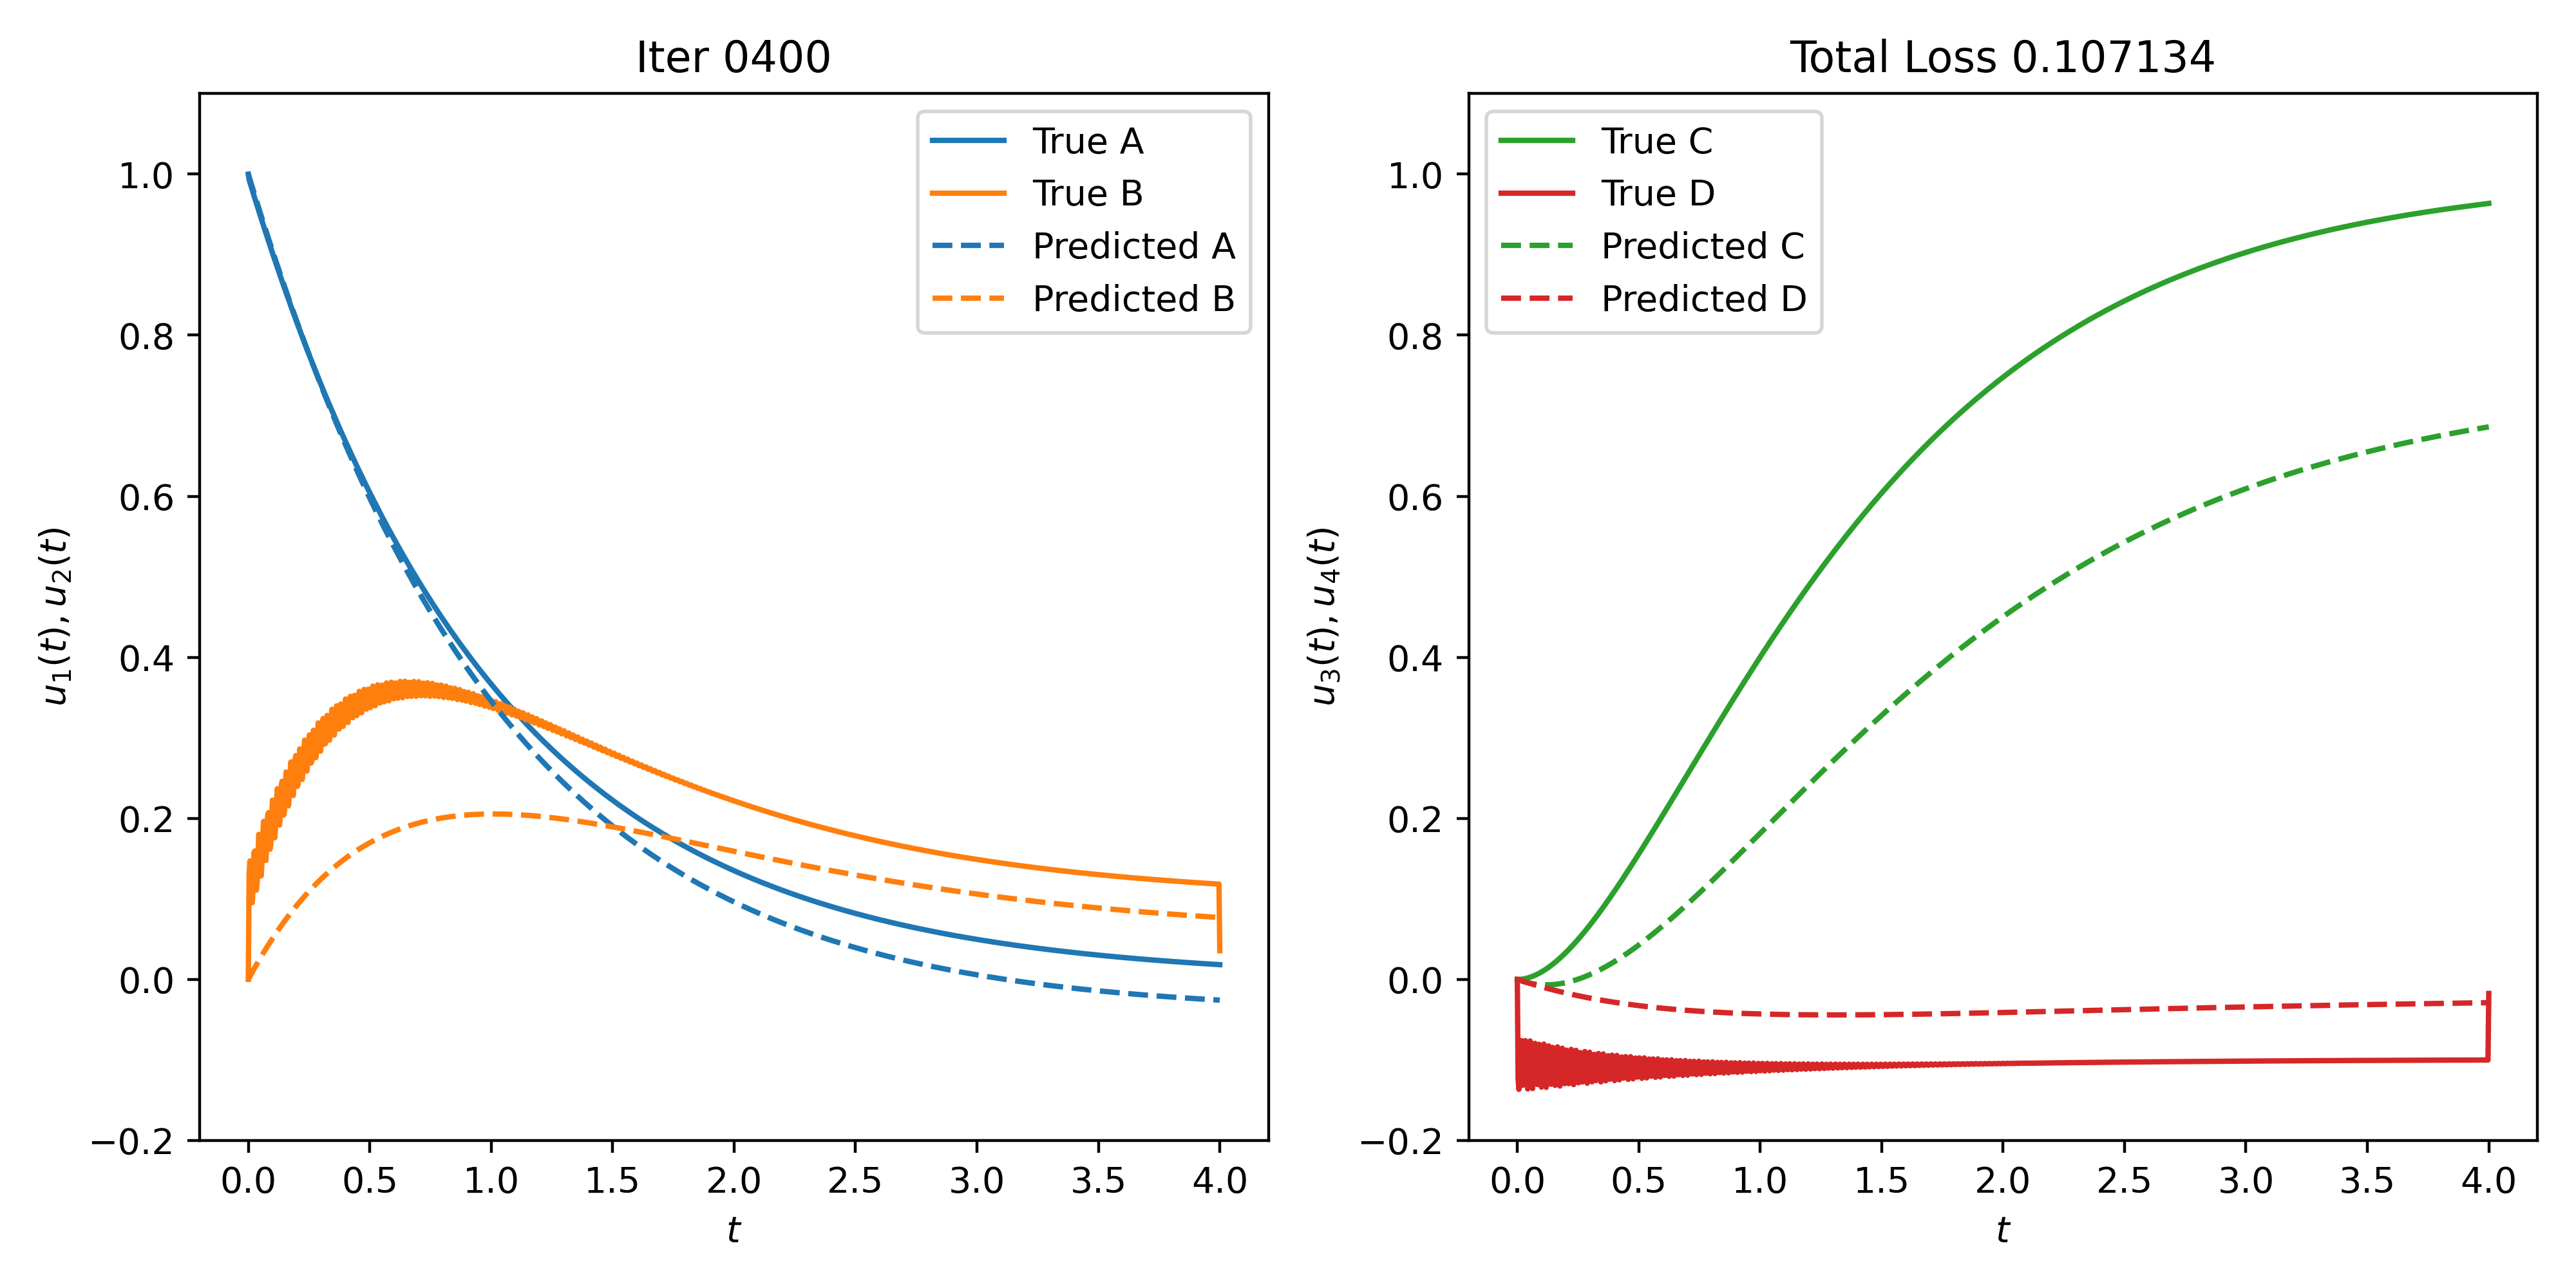 Iter 0400
True A
True B
Predicted A
Predicted B
1.0
0.8
0.6
0.4
0.2
0.0
−0.2
u₁(t), u₂(t)
0.0 0.5 1.0 1.5 2.0 2.5 3.0 3.5 4.0
t
Total Loss 0.107134
True C
True D
Predicted C
Predicted D
1.0
0.8
0.6
0.4
0.2
0.0
−0.2
u₃(t), u₄(t)
0.0 0.5 1.0 1.5 2.0 2.5 3.0 3.5 4.0
t